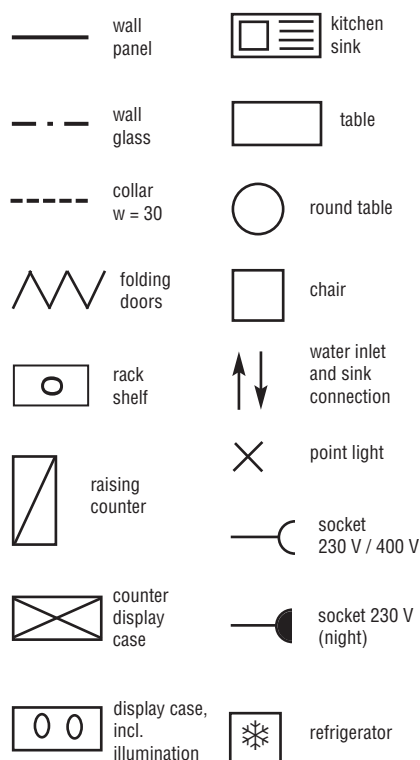 wall
panel
wall
glass
collar
w = 30
folding
doors
rack
shelf
raising
counter
counter
display
case
display case,
incl.
illumination
kitchen
sink
table
round table
chair
water inlet
and sink
connection
point light
socket
230 V / 400 V
socket 230 V
(night)
refrigerator